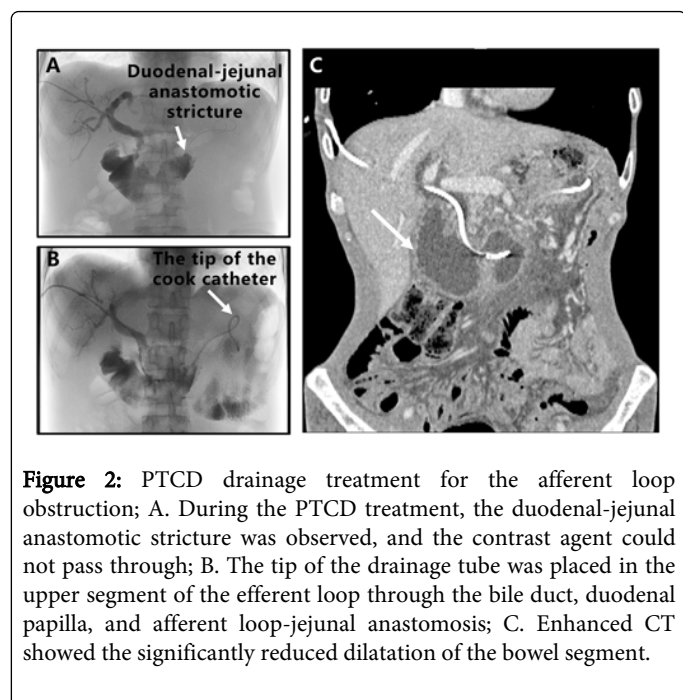 A
Duodenal-jejunal
anastomotic
stricture
B
The tip of the
cook catheter
C
Figure 2: PTCD drainage treatment for the afferent loop
obstruction; A. During the PTCD treatment, the duodenal-jejunal
anastomotic stricture was observed, and the contrast agent could
not pass through; B. The tip of the drainage tube was placed in the
upper segment of the efferent loop through the bile duct, duodenal
papilla, and afferent loop-jejunal anastomosis; C. Enhanced CT
showed the significantly reduced dilatation of the bowel segment.